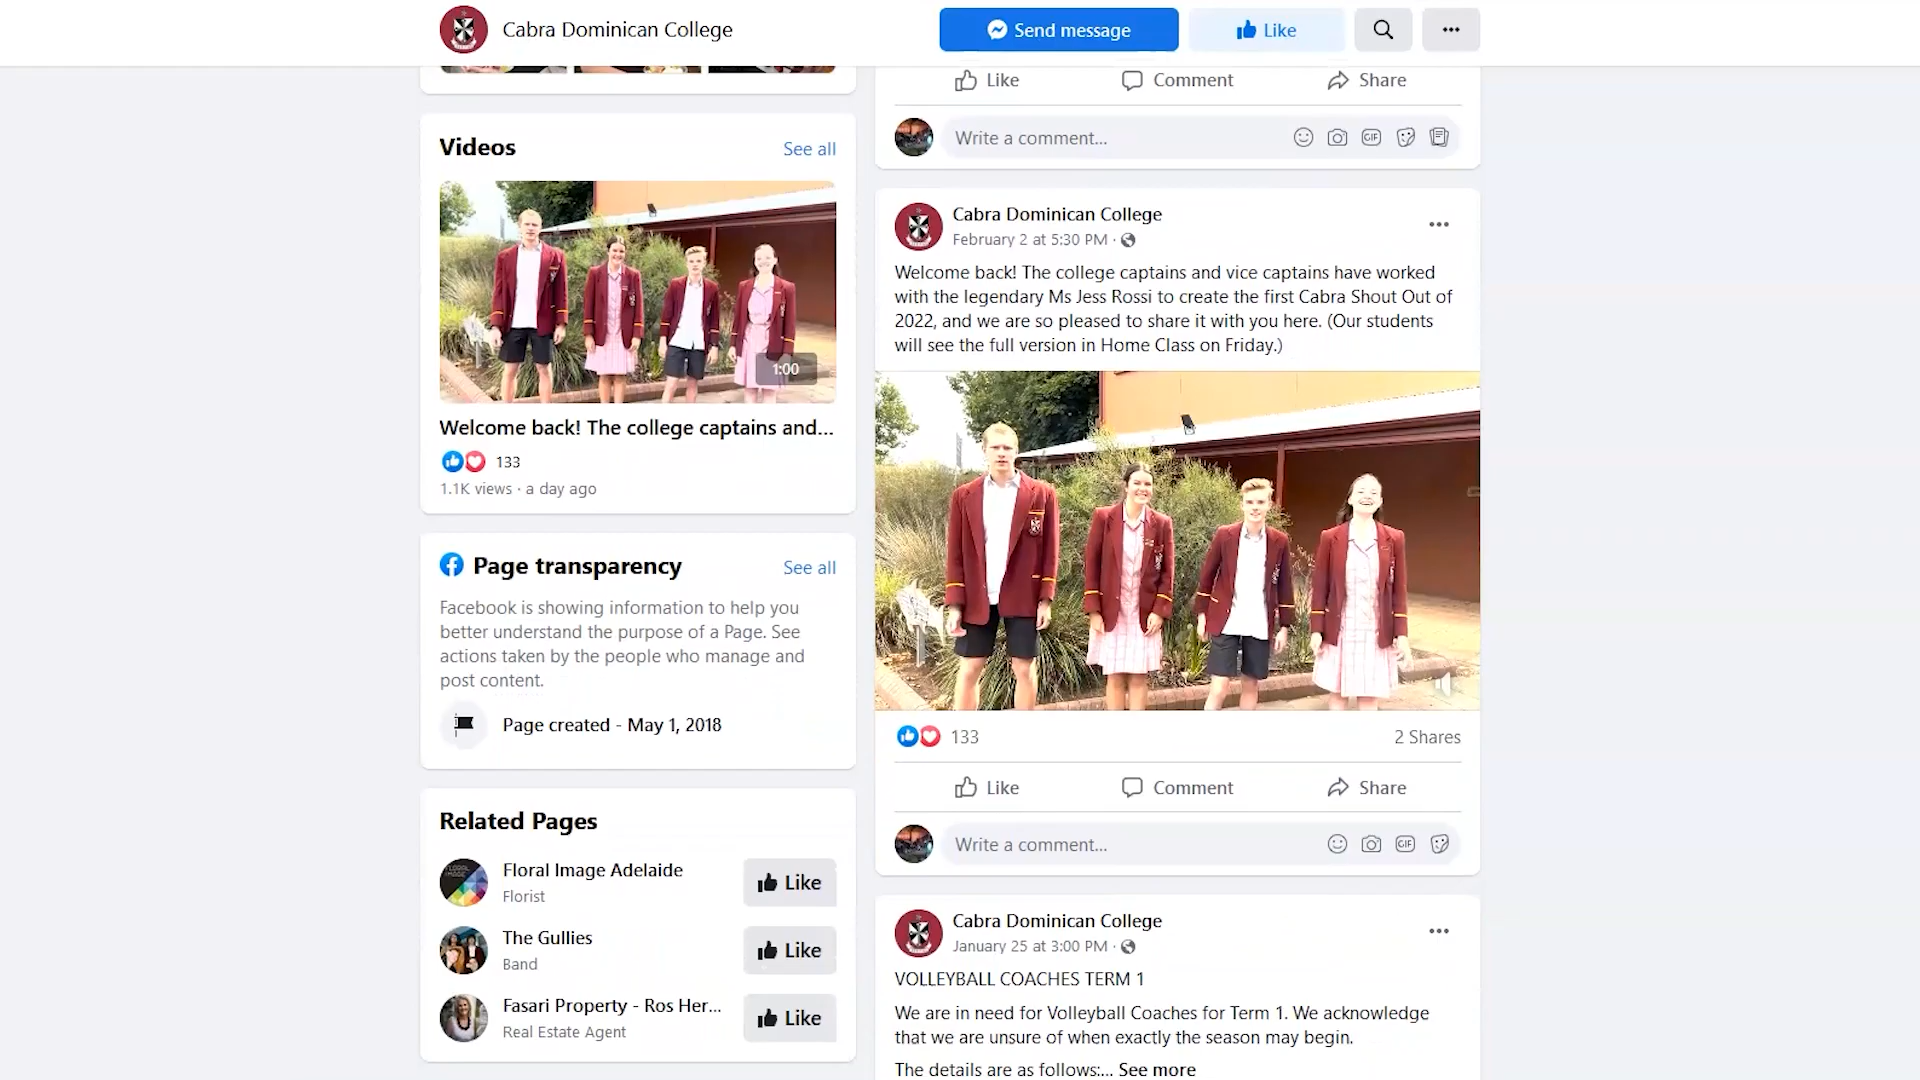 Cabra Dominican College
Send message
Like
Videos
See all
1:00
Welcome back! The college captains and...
133
1.1K views · a day ago
Page transparency
See all
Facebook is showing information to help you
better understand the purpose of a Page. See
actions taken by the people who manage and
post content.
Page created - May 1, 2018
Related Pages
Floral Image Adelaide
Florist
Like
The Gullies
Band
Like
Fasari Property - Ros Her...
Real Estate Agent
Like
Like Comment Share
Write a comment...
GIF
Cabra Dominican College
February 2 at 5:30 PM ·
Welcome back! The college captains and vice captains have worked
with the legendary Ms Jess Rossi to create the first Cabra Shout Out of
2022, and we are so pleased to share it with you here. (Our students
will see the full version in Home Class on Friday.)
133
2 Shares
Like Comment Share
Write a comment...
GIF
Cabra Dominican College
January 25 at 3:00 PM ·
VOLLEYBALL COACHES TERM 1
We are in need for Volleyball Coaches for Term 1. We acknowledge
that we are unsure of when exactly the season may begin.
The details are as follows:... See more